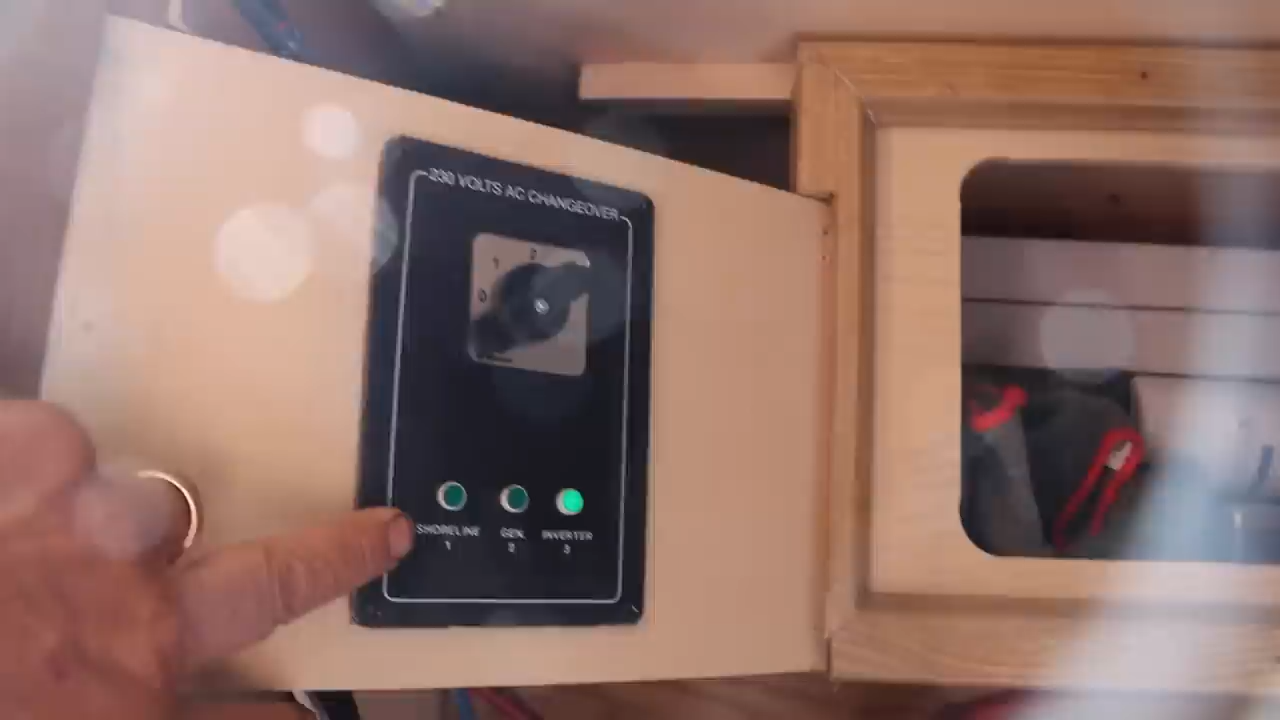 230 VOLTS AC CHANGEOVER
2
1
0
SHORELINE GEN. INVERTER
1 2 3